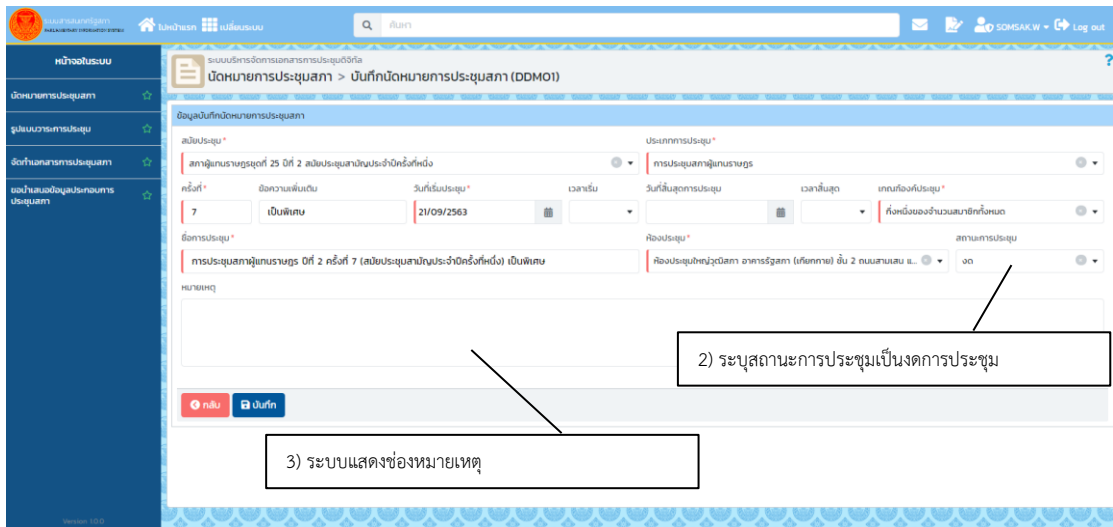 ระบบสารสนเทศรัฐสภา
PARLIAMENTARY INFORMATION SYSTEM
ไปหน้าแรก เปลี่ยนระบบ
ค้นหา
SOMSAK.W Log out
หน้าจอในระบบ
นัดหมายการประชุมสภา
รูปแบบวาระการประชุม
จัดทำเอกสารการประชุมสภา
ขอนำเสนอข้อมูลประกอบการ
ประชุมสภา
Version 1.0.0
ระบบบริหารจัดการเอกสารการประชุมดิจิทัล
นัดหมายการประชุมสภา > บันทึกนัดหมายการประชุมสภา (DDM01)
?
ข้อมูลบันทึกนัดหมายการประชุมสภา
สมัยประชุม* ประเภทการประชุม*
สภาผู้แทนราษฎรชุดที่ 25 ปีที่ 2 สมัยประชุมสามัญประจำปีครั้งที่หนึ่ง การประชุมสภาผู้แทนราษฎร
ครั้งที่* ข้อความเพิ่มเติม วันที่เริ่มประชุม* เวลาเริ่ม วันที่สิ้นสุดการประชุม เวลาสิ้นสุด เกณฑ์องค์ประชุม*
7 เป็นพิเศษ 21/09/2563 กึ่งหนึ่งของจำนวนสมาชิกทั้งหมด
ชื่อการประชุม* ห้องประชุม* สถานะการประชุม
การประชุมสภาผู้แทนราษฎร ปีที่ 2 ครั้งที่ 7 (สมัยประชุมสามัญประจำปีครั้งที่หนึ่ง) เป็นพิเศษ ห้องประชุมใหญ่วุฒิสภา อาคารรัฐสภา (เกียกกาย) ชั้น 2 ถนนสามเสน แ... งด
หมายเหตุ
2) ระบุสถานะการประชุมเป็นงดการประชุม
กลับ บันทึก
3) ระบบแสดงช่องหมายเหตุ